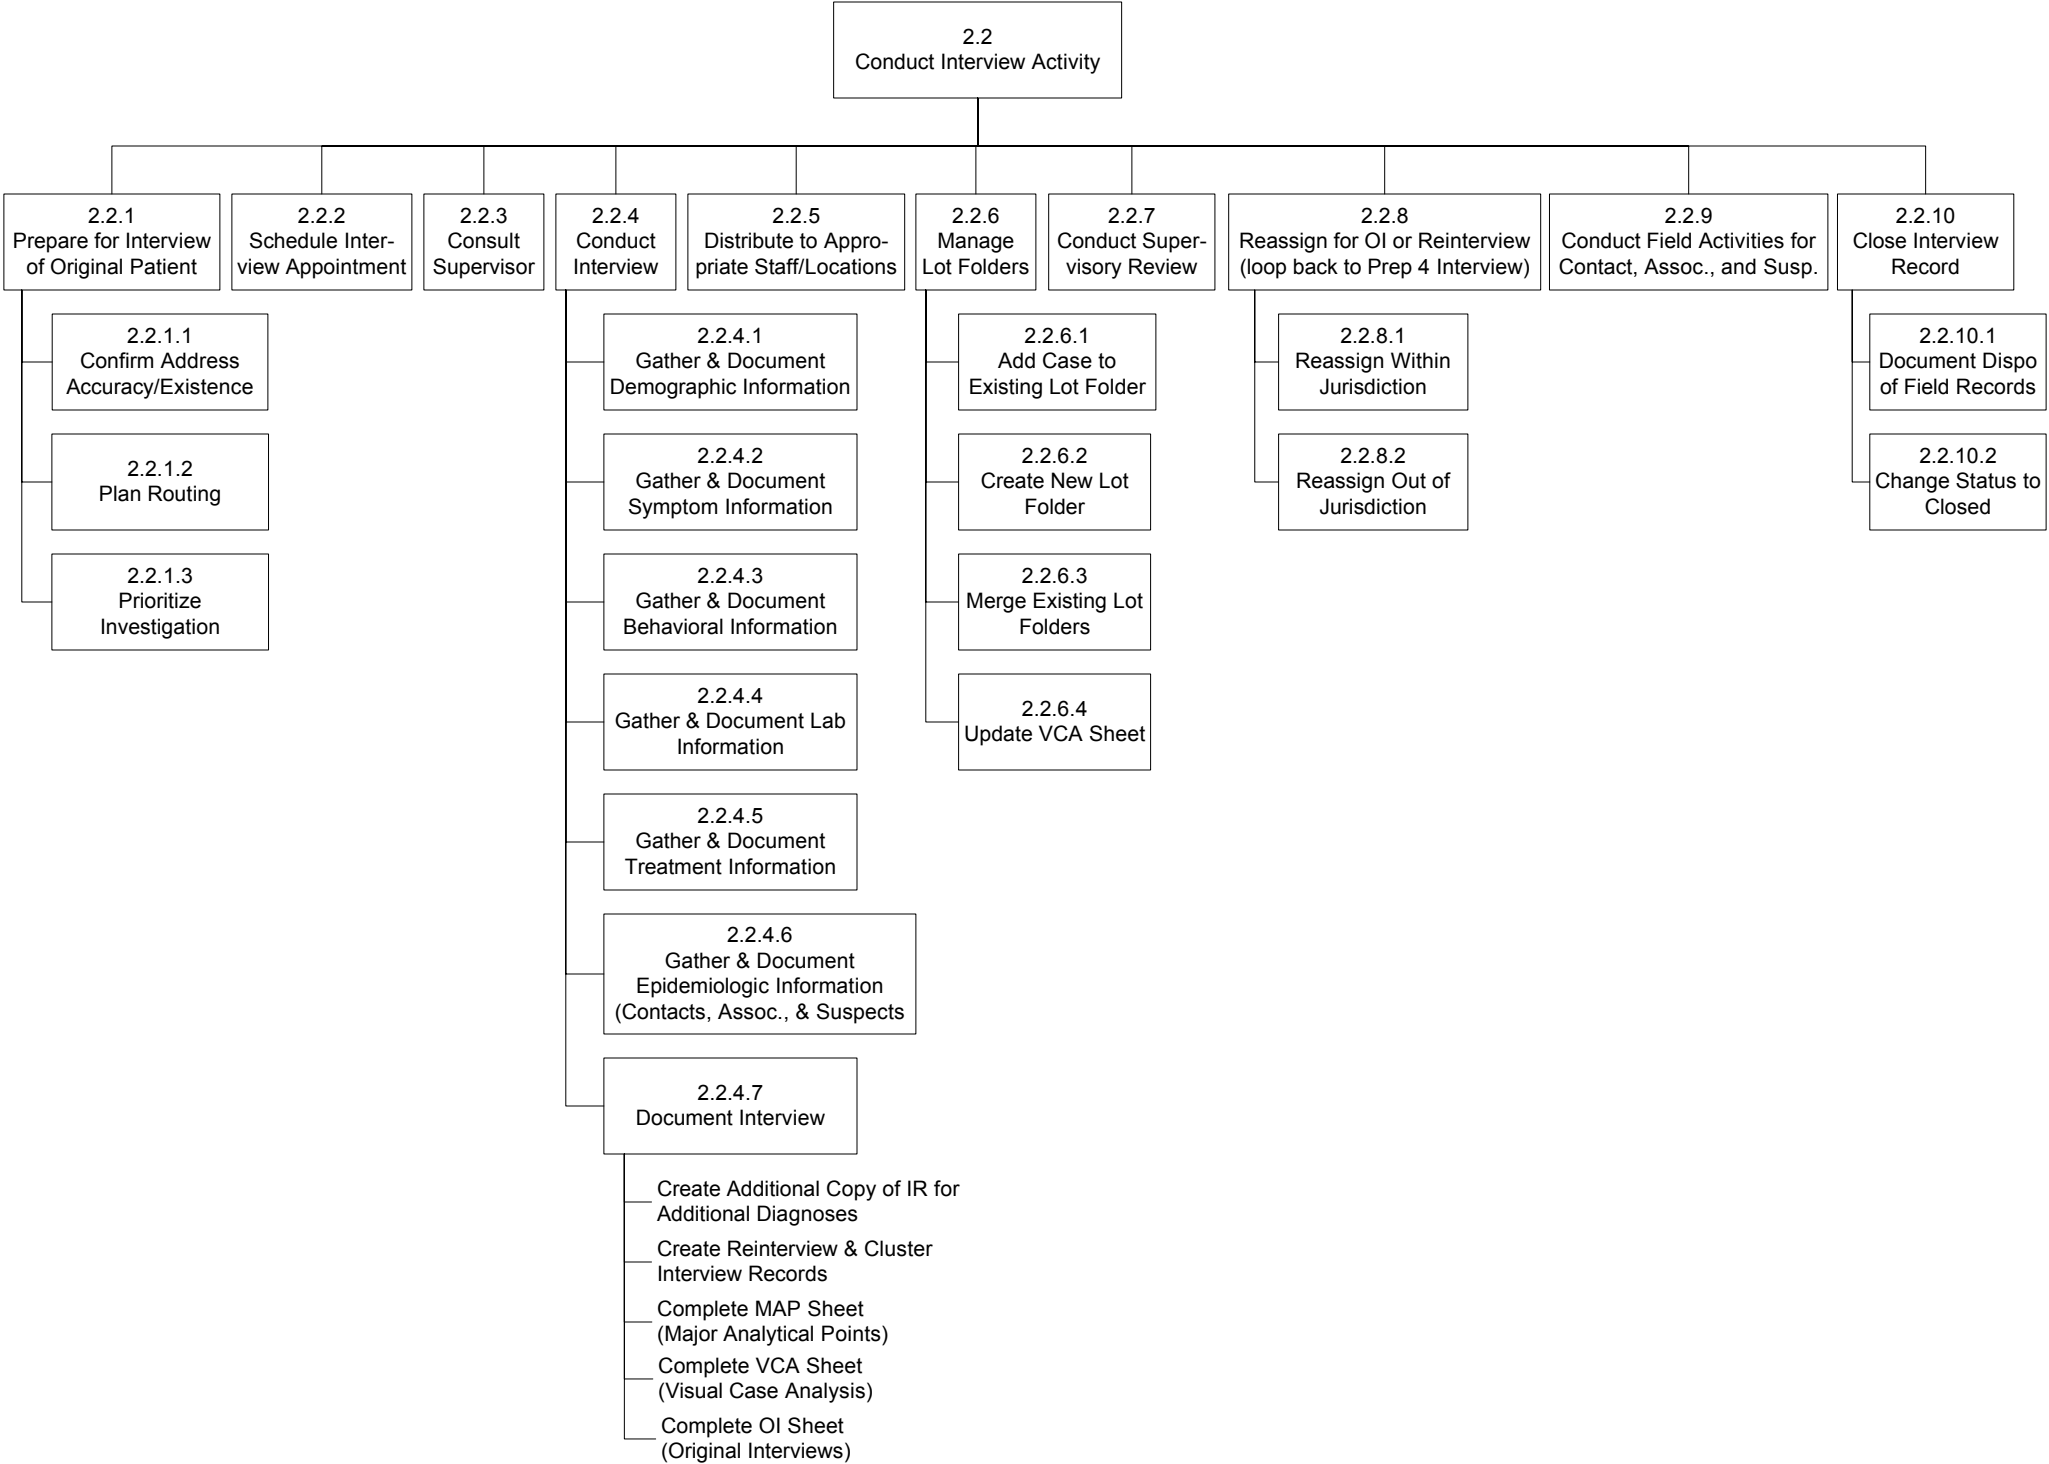 2.2
Conduct Interview Activity
2.2.1
Prepare for Interview
of Original Patient
2.2.2
Schedule Inter-
view Appointment
2.2.3
Consult
Supervisor
2.2.4
Conduct
Interview
2.2.5
Distribute to Appro-
priate Staff/Locations
2.2.6
Manage
Lot Folders
2.2.7
Conduct Super-
visory Review
2.2.8
Reassign for OI or Reinterview
(loop back to Prep 4 Interview)
2.2.9
Conduct Field Activities for
Contact, Assoc., and Susp.
2.2.10
Close Interview
Record
2.2.1.1
Confirm Address
Accuracy/Existence
2.2.1.2
Plan Routing
2.2.1.3
Prioritize
Investigation
2.2.4.1
Gather & Document
Demographic Information
2.2.4.2
Gather & Document
Symptom Information
2.2.4.3
Gather & Document
Behavioral Information
2.2.4.4
Gather & Document Lab
Information
2.2.4.5
Gather & Document
Treatment Information
2.2.4.6
Gather & Document
Epidemiologic Information
(Contacts, Assoc., & Suspects
2.2.4.7
Document Interview
Create Additional Copy of IR for
Additional Diagnoses
Create Reinterview & Cluster
Interview Records
Complete MAP Sheet
(Major Analytical Points)
Complete VCA Sheet
(Visual Case Analysis)
Complete OI Sheet
(Original Interviews)
2.2.6.1
Add Case to
Existing Lot Folder
2.2.6.2
Create New Lot
Folder
2.2.6.3
Merge Existing Lot
Folders
2.2.6.4
Update VCA Sheet
2.2.8.1
Reassign Within
Jurisdiction
2.2.8.2
Reassign Out of
Jurisdiction
2.2.10.1
Document Dispo
of Field Records
2.2.10.2
Change Status to
Closed